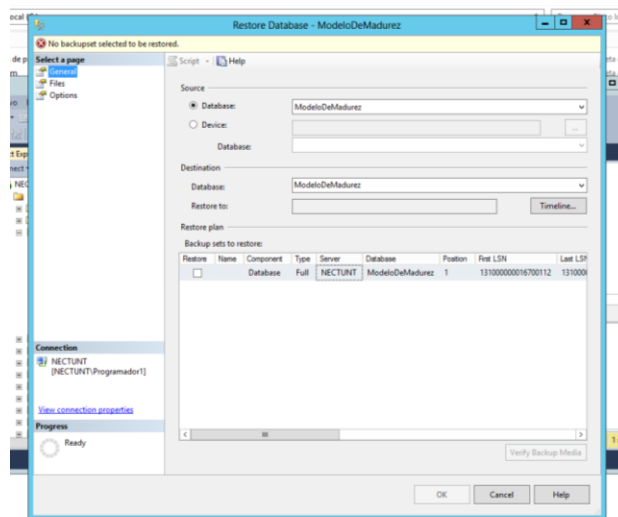 Restore Database - ModeloDeMadurez
No backupset selected to be restored.
Select a page
General
Files
Options
Script
Help
Source
Database:
ModeloDeMadurez
Device:
Database:
Destination
Database:
ModeloDeMadurez
Restore to:
Timeline...
Restore plan
Backup sets to restore:
Restore Name Component Type Server Database Position First LSN Last LSN
Database Full NECTUNT ModeloDeMadurez 1 131000000016700112 131000
Connection
NECTUNT
[NECTUNT\Programador1]
View connection properties
Progress
Ready
Verify Backup Media
OK
Cancel
Help